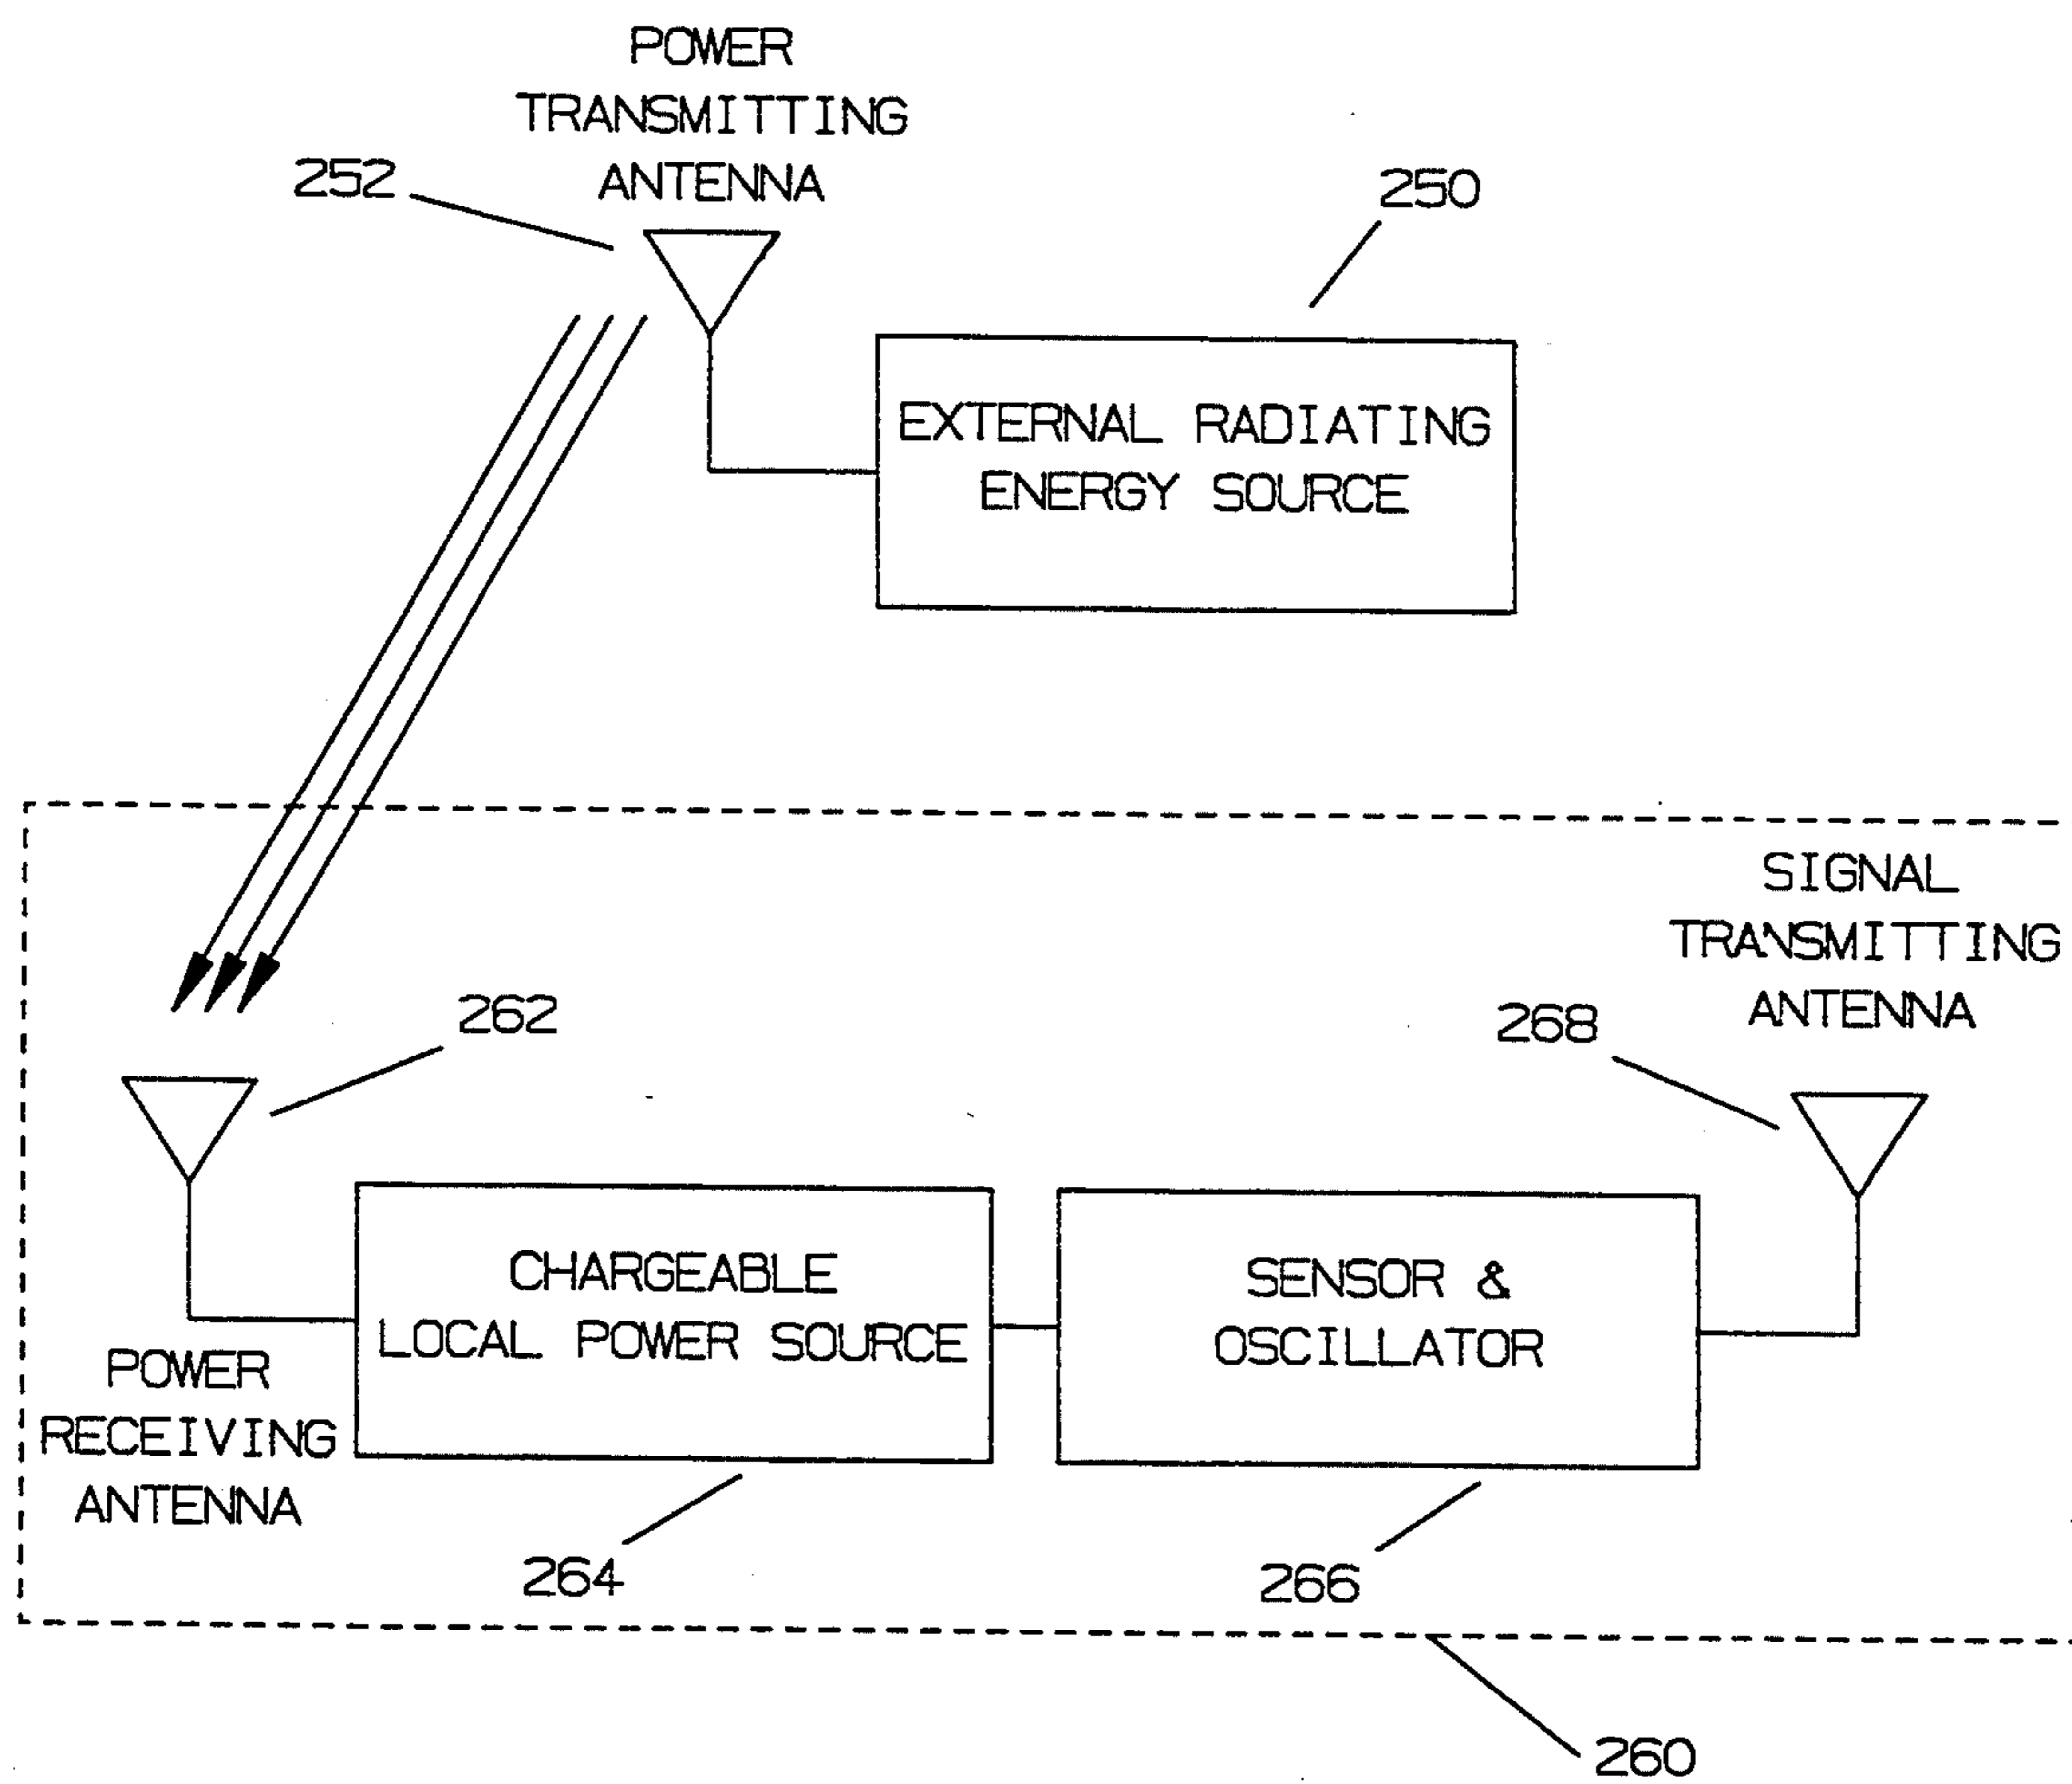 POWER
TRANSMITTING
ANTENNA
252
250
EXTERNAL RADIATING
ENERGY SOURCE
SIGNAL
TRANSMITTING
ANTENNA
262
268
CHARGEABLE
LOCAL POWER SOURCE
SENSOR &
OSCILLATOR
POWER
RECEIVING
ANTENNA
264
266
260